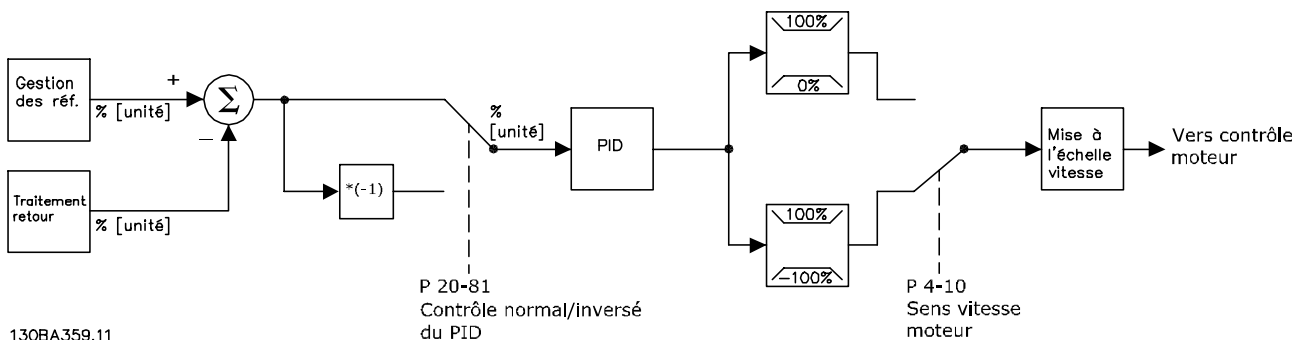 Gestion
des réf.
+
% [unité]
Σ
—
Traitement
retour
% [unité]
*(-1)
%
[unité]
P 20-81
Contrôle normal/inversé
du PID
PID
100%
0%
100%
-100%
P 4-10
Sens vitesse
moteur
Mise à
l'échelle
vitesse
Vers contrôle
moteur
130BA359.11